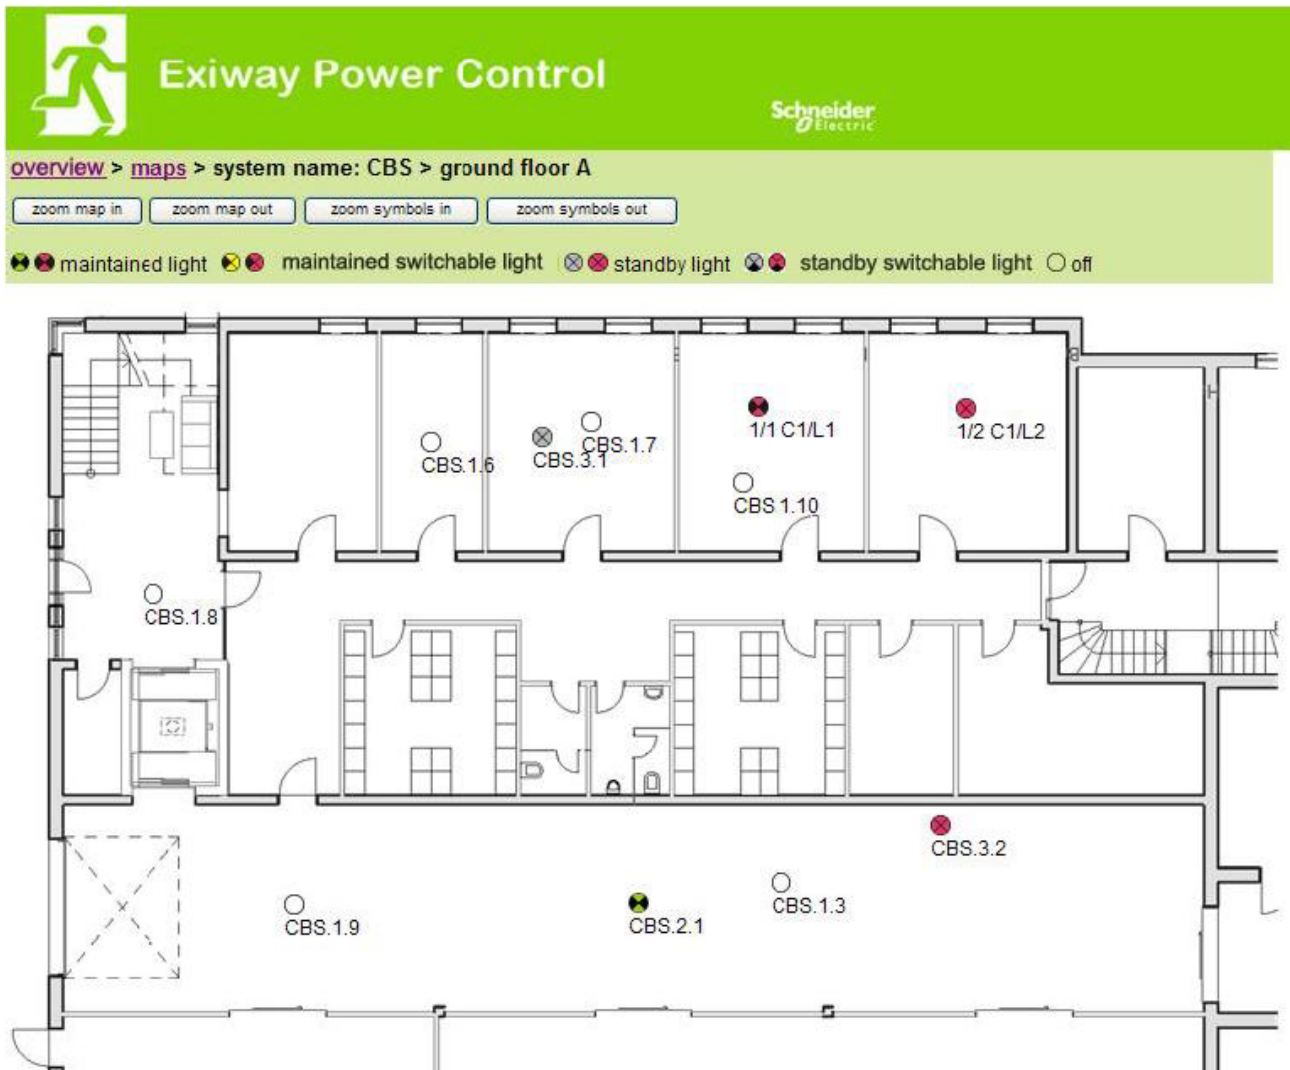 Exiway Power Control
Schneider
Electric
overview > maps > system name: CBS > ground floor A
zoom map in zoom map out zoom symbols in zoom symbols out
maintained light maintained switchable light standby light standby switchable light off
1/1 C1/L1
1/2 C1/L2
CBS.1.6
CBS.3.1
CBS.1.7
CBS 1.10
CBS.1.8
CBS.3.2
CBS.1.3
CBS.1.9
CBS.2.1